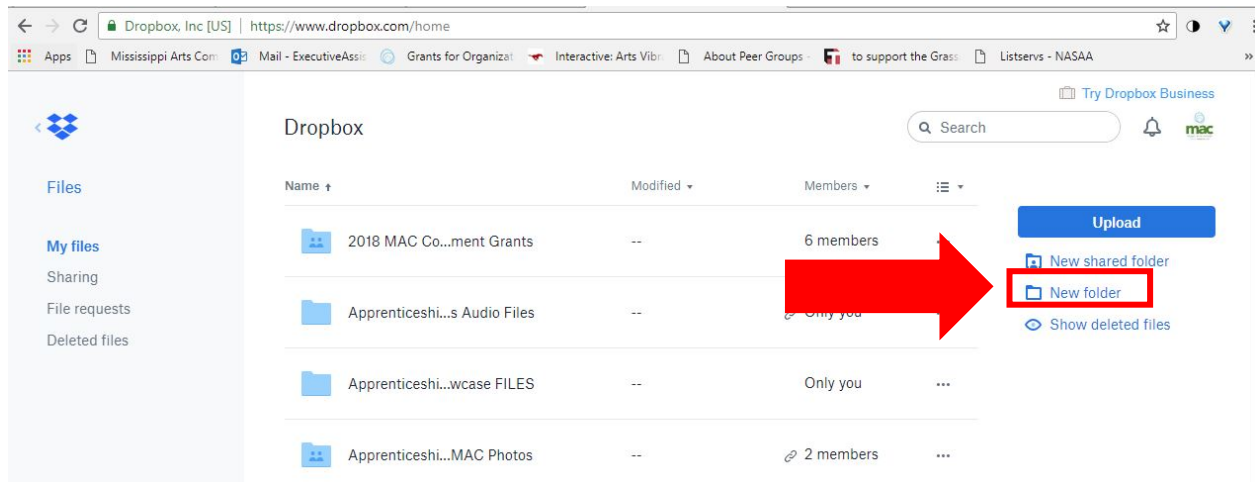 Dropbox, Inc [US] | https://www.dropbox.com/home
Apps Mississippi Arts Com Mail - ExecutiveAssis Grants for Organizat Interactive: Arts Vibr About Peer Groups - to support the Grass Listservs - NASAA »
Try Dropbox Business
Dropbox
Search
mac
Files
Name Modified Members
Upload
My files
2018 MAC Co...ment Grants -- 6 members
New shared folder
Sharing
New folder
File requests
Apprenticeshi...s Audio Files -- Only you
Show deleted files
Deleted files
Apprenticeshi...wcase FILES -- Only you ...
Apprenticeshi...MAC Photos -- 2 members ...